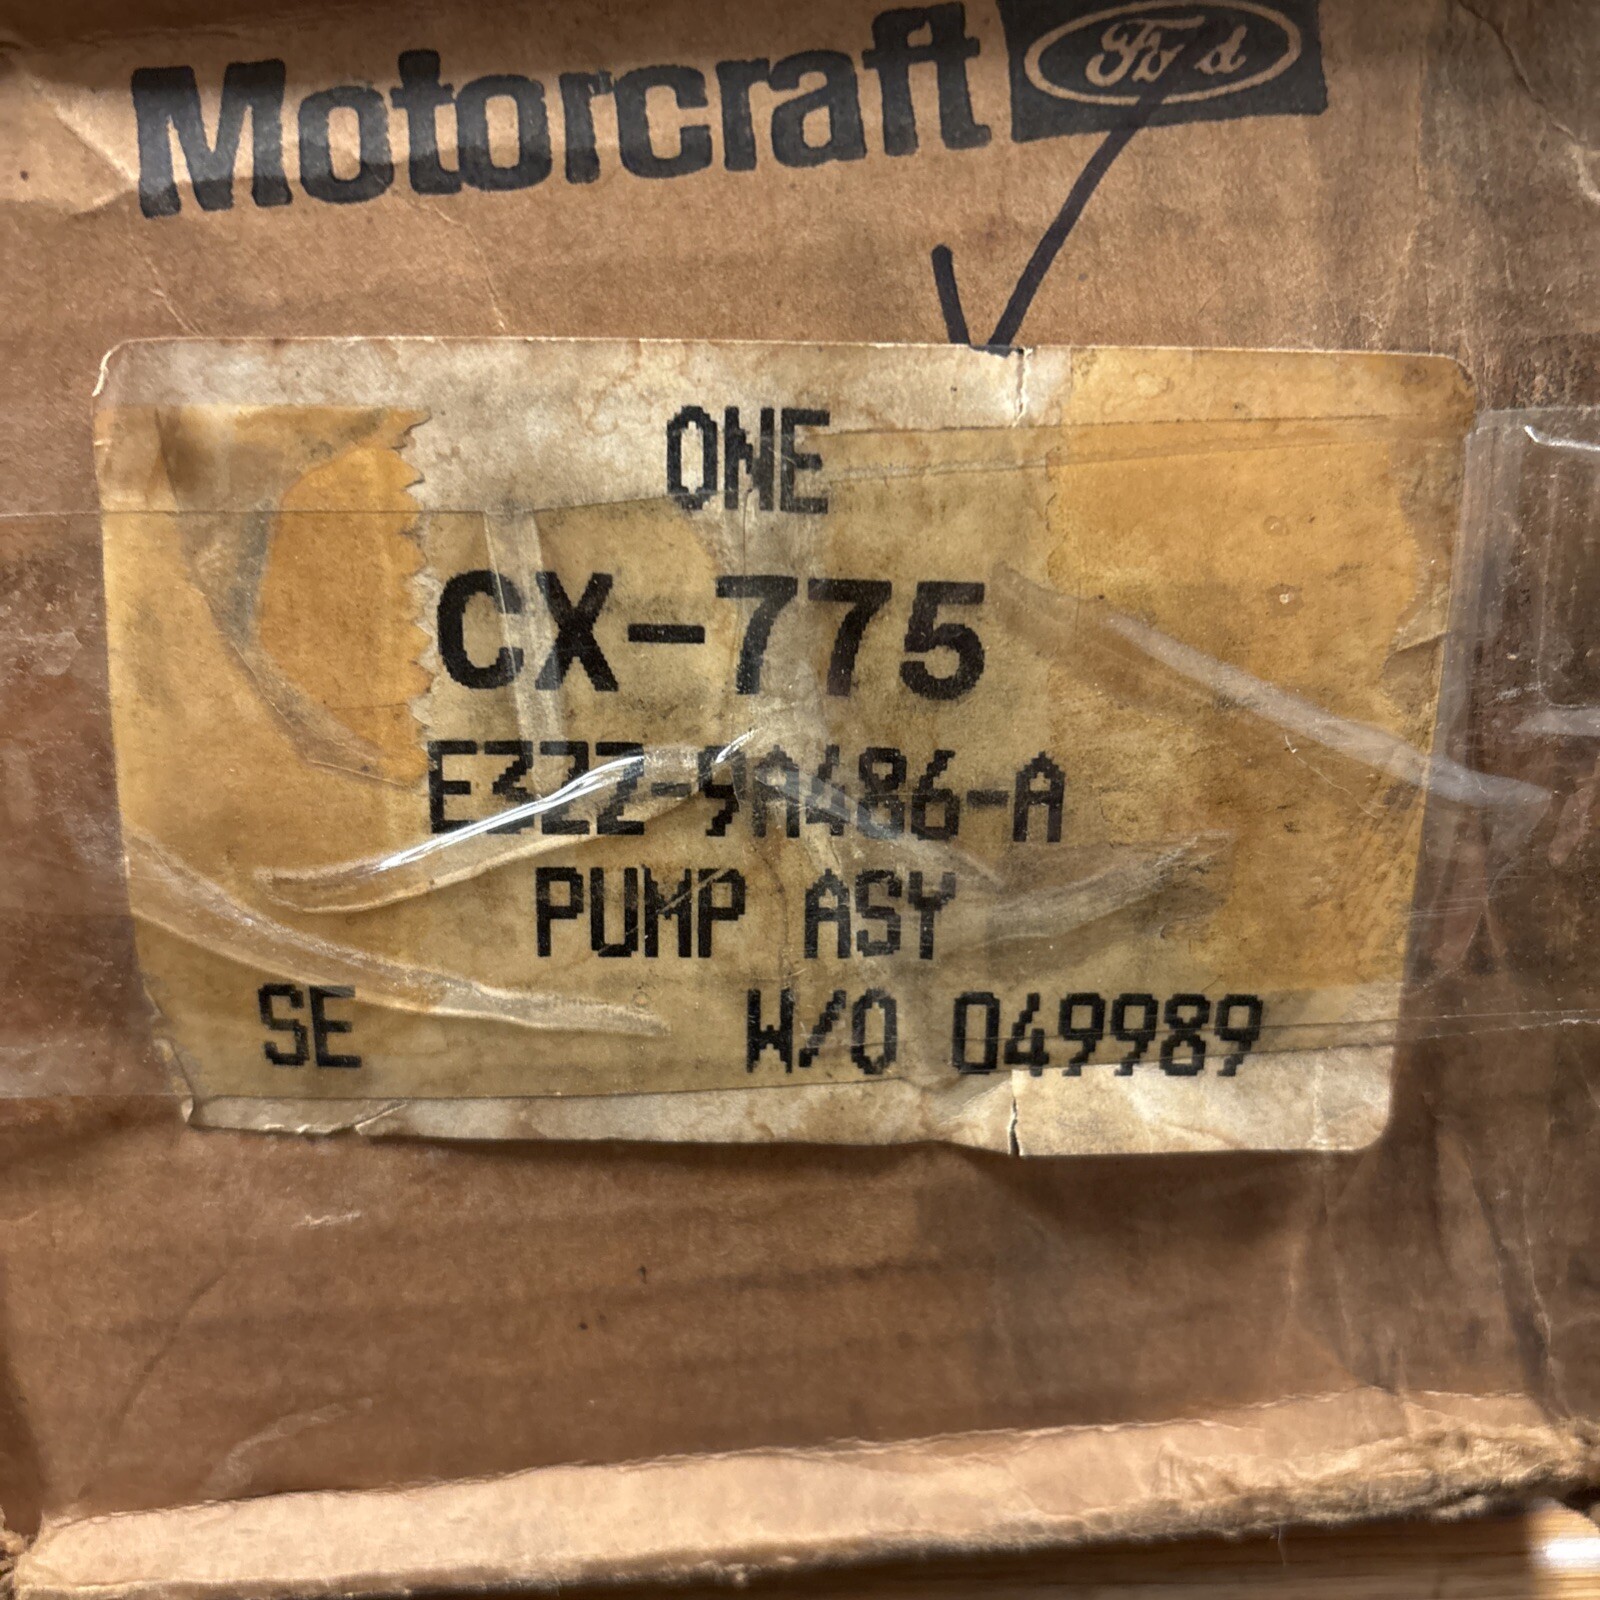 Motorcraft Ford
ONE
CX-775
E3ZZ-9A486-A
PUMP ASY
SE W/O 049989